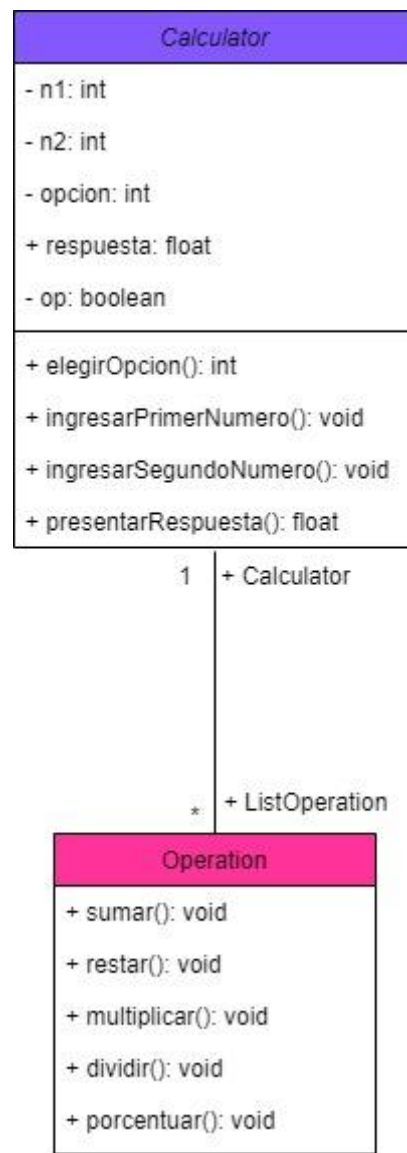 Calculator
- n1: int
- n2: int
- opcion: int
+ respuesta: float
- op: boolean
+ elegirOpcion(): int
+ ingresarPrimerNumero(): void
+ ingresarSegundoNumero(): void
+ presentarRespuesta(): float
1 + Calculator
* + ListOperation
Operation
+ sumar(): void
+ restar(): void
+ multiplicar(): void
+ dividir(): void
+ porcentuar(): void